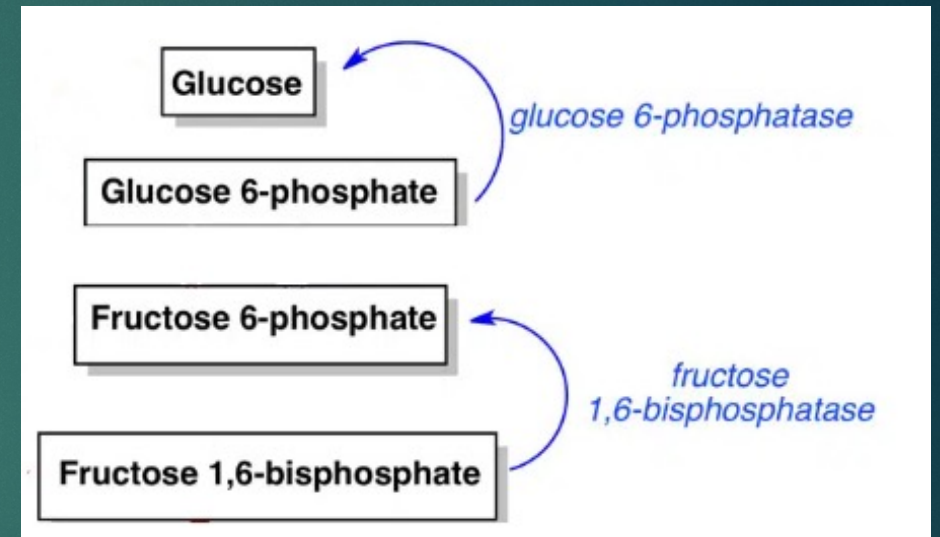 Glucose
glucose 6-phosphatase
Glucose 6-phosphate
Fructose 6-phosphate
fructose
1,6-bisphosphatase
Fructose 1,6-bisphosphate